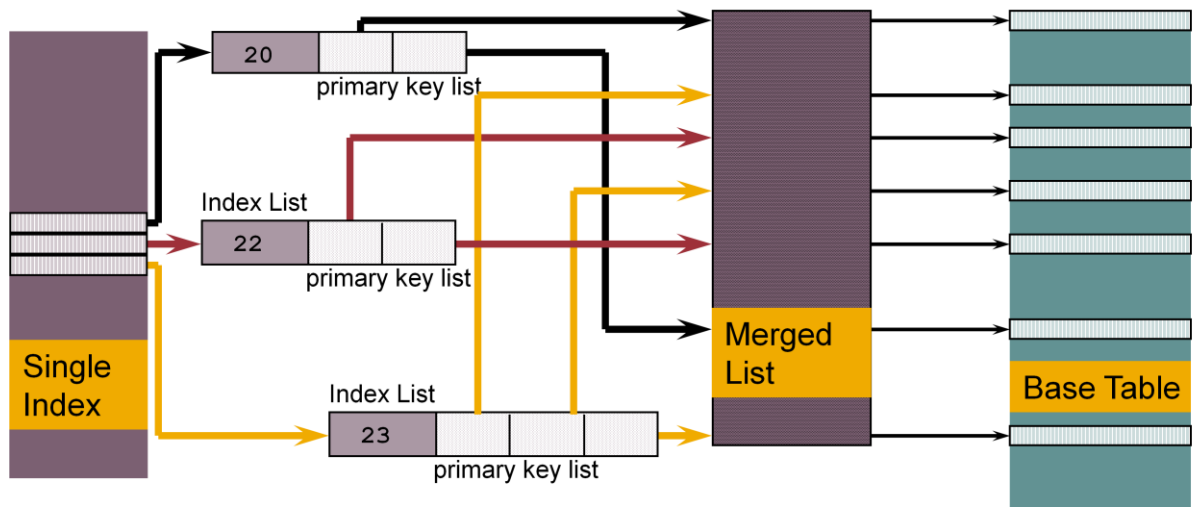 20
primary key list
Index List
22
primary key list
Single
Index
Index List
23
primary key list
Merged
List
Base Table